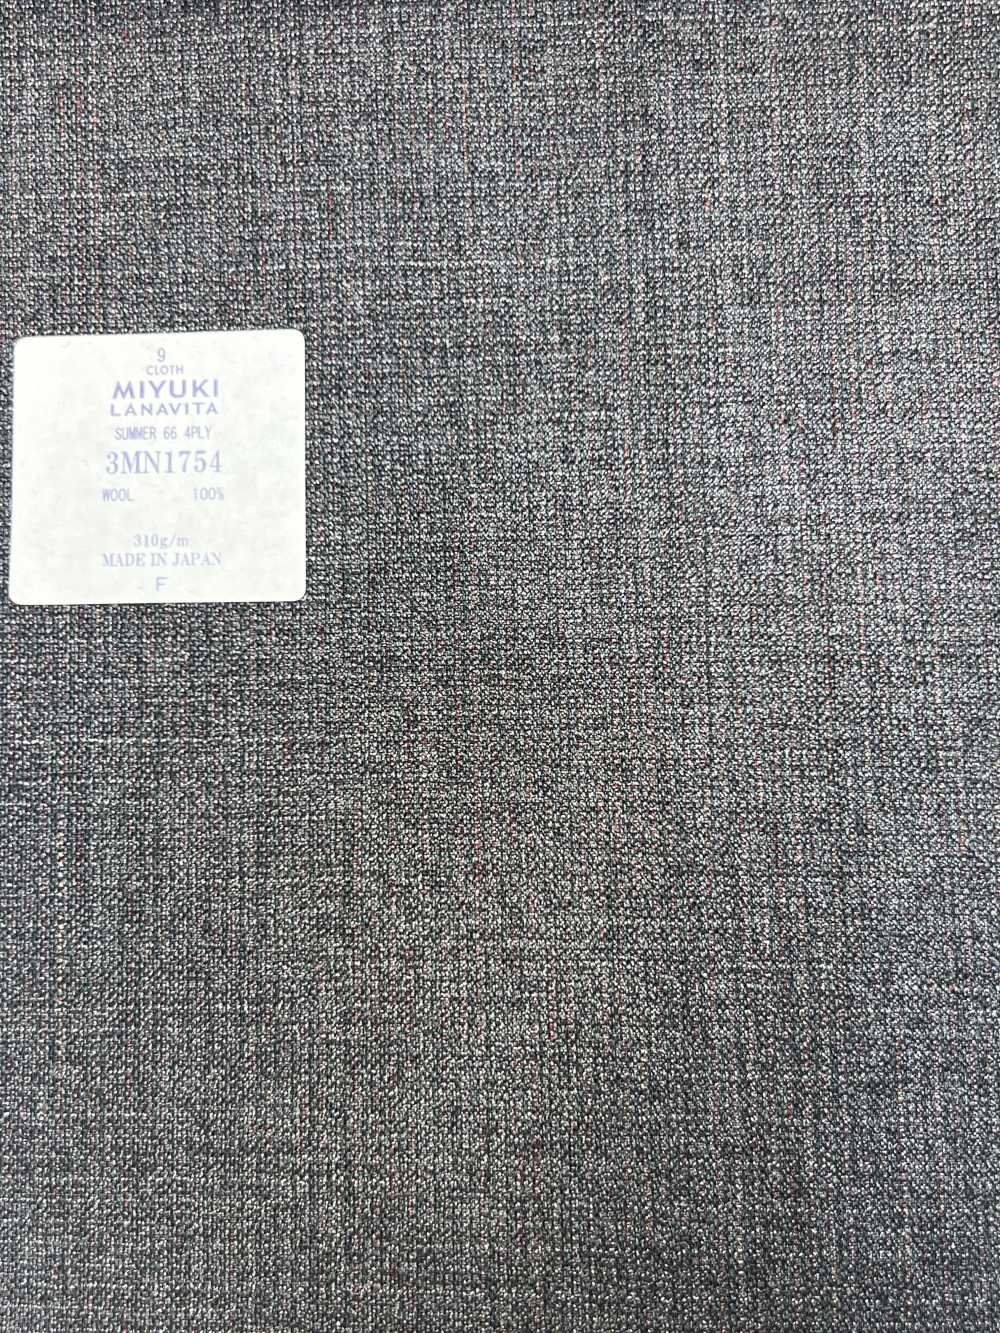 9
CLOTH
MIYUKI
LANAVITA
SUMMER 66 4PLY
3MN1754
WOOL 100%
310g/m
MADE IN JAPAN
F